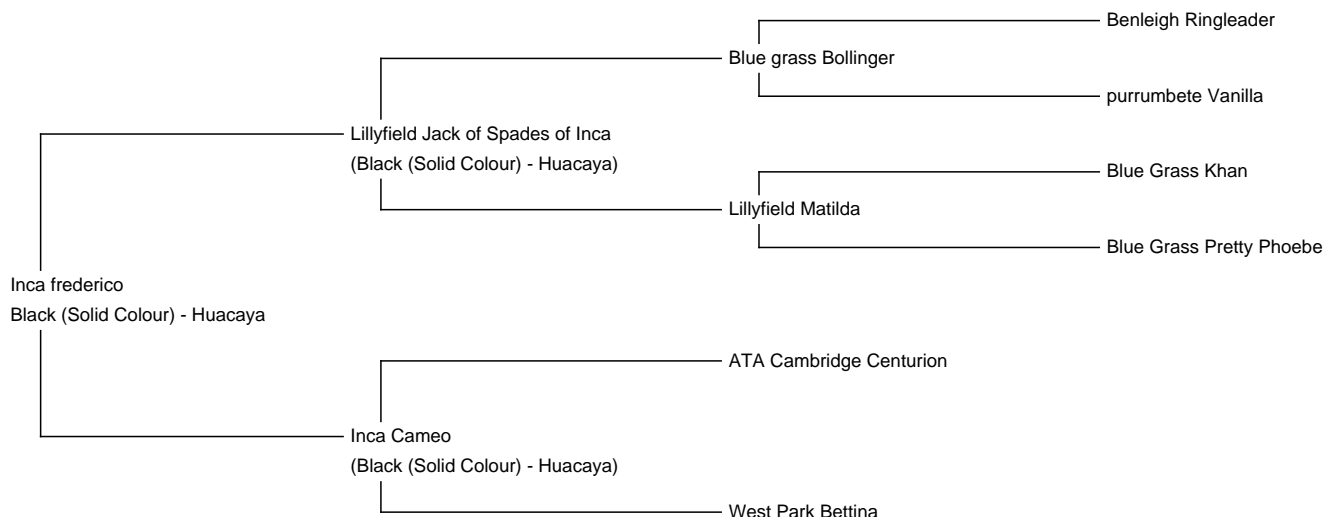 Benleigh Ringleader
Blue grass Bollinger
purrumbete Vanilla
Lillyfield Jack of Spades of Inca
(Black (Solid Colour) - Huacaya)
Blue Grass Khan
Lillyfield Matilda
Blue Grass Pretty Phoebe
Inca frederico
Black (Solid Colour) - Huacaya
ATA Cambridge Centurion
Inca Cameo
(Black (Solid Colour) - Huacaya)
West Park Bettina